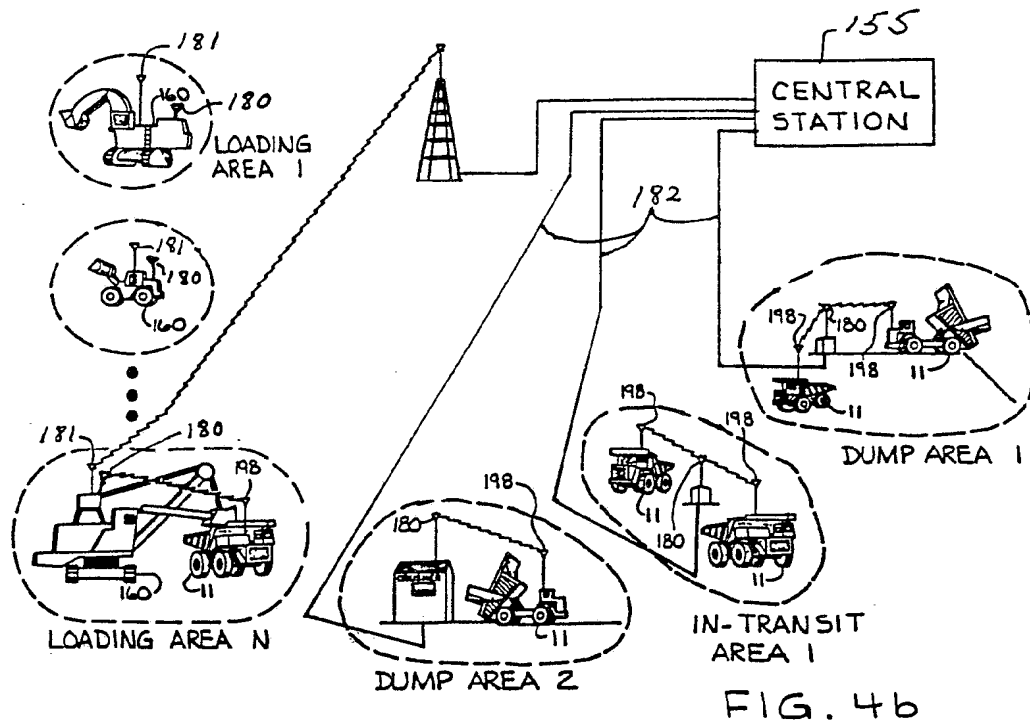 155
181
160
180
CENTRAL
STATION
LOADING
AREA 1
182
181
180
160
198
180
198
11
11
DUMP AREA 1
181
180
198
198
198
11
180
11
198
180
160
11
11
LOADING AREA N
IN-TRANSIT
AREA 1
DUMP AREA 2
FIG. 4b